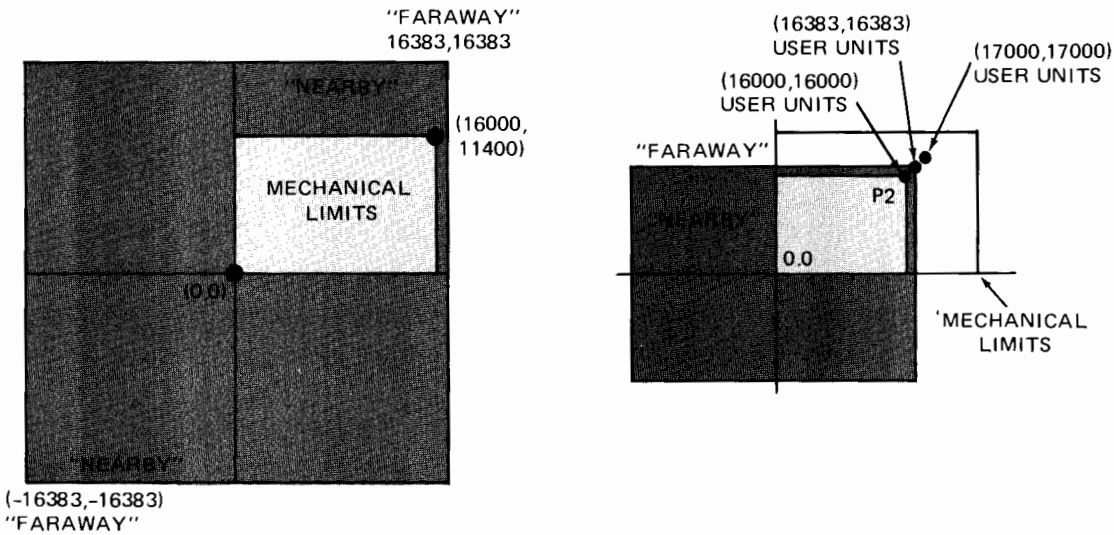 "FARAWAY"
16383,16383
"NEARBY"
(16000,
11400)
MECHANICAL
LIMITS
(0,0)
"NEARBY"
(-16383,-16383)
"FARAWAY"
(16383,16383)
USER UNITS
(17000,17000)
USER UNITS
(16000,16000)
USER UNITS
"FARAWAY"
P2
NEARBY"
0.0
'MECHANICAL
LIMITS